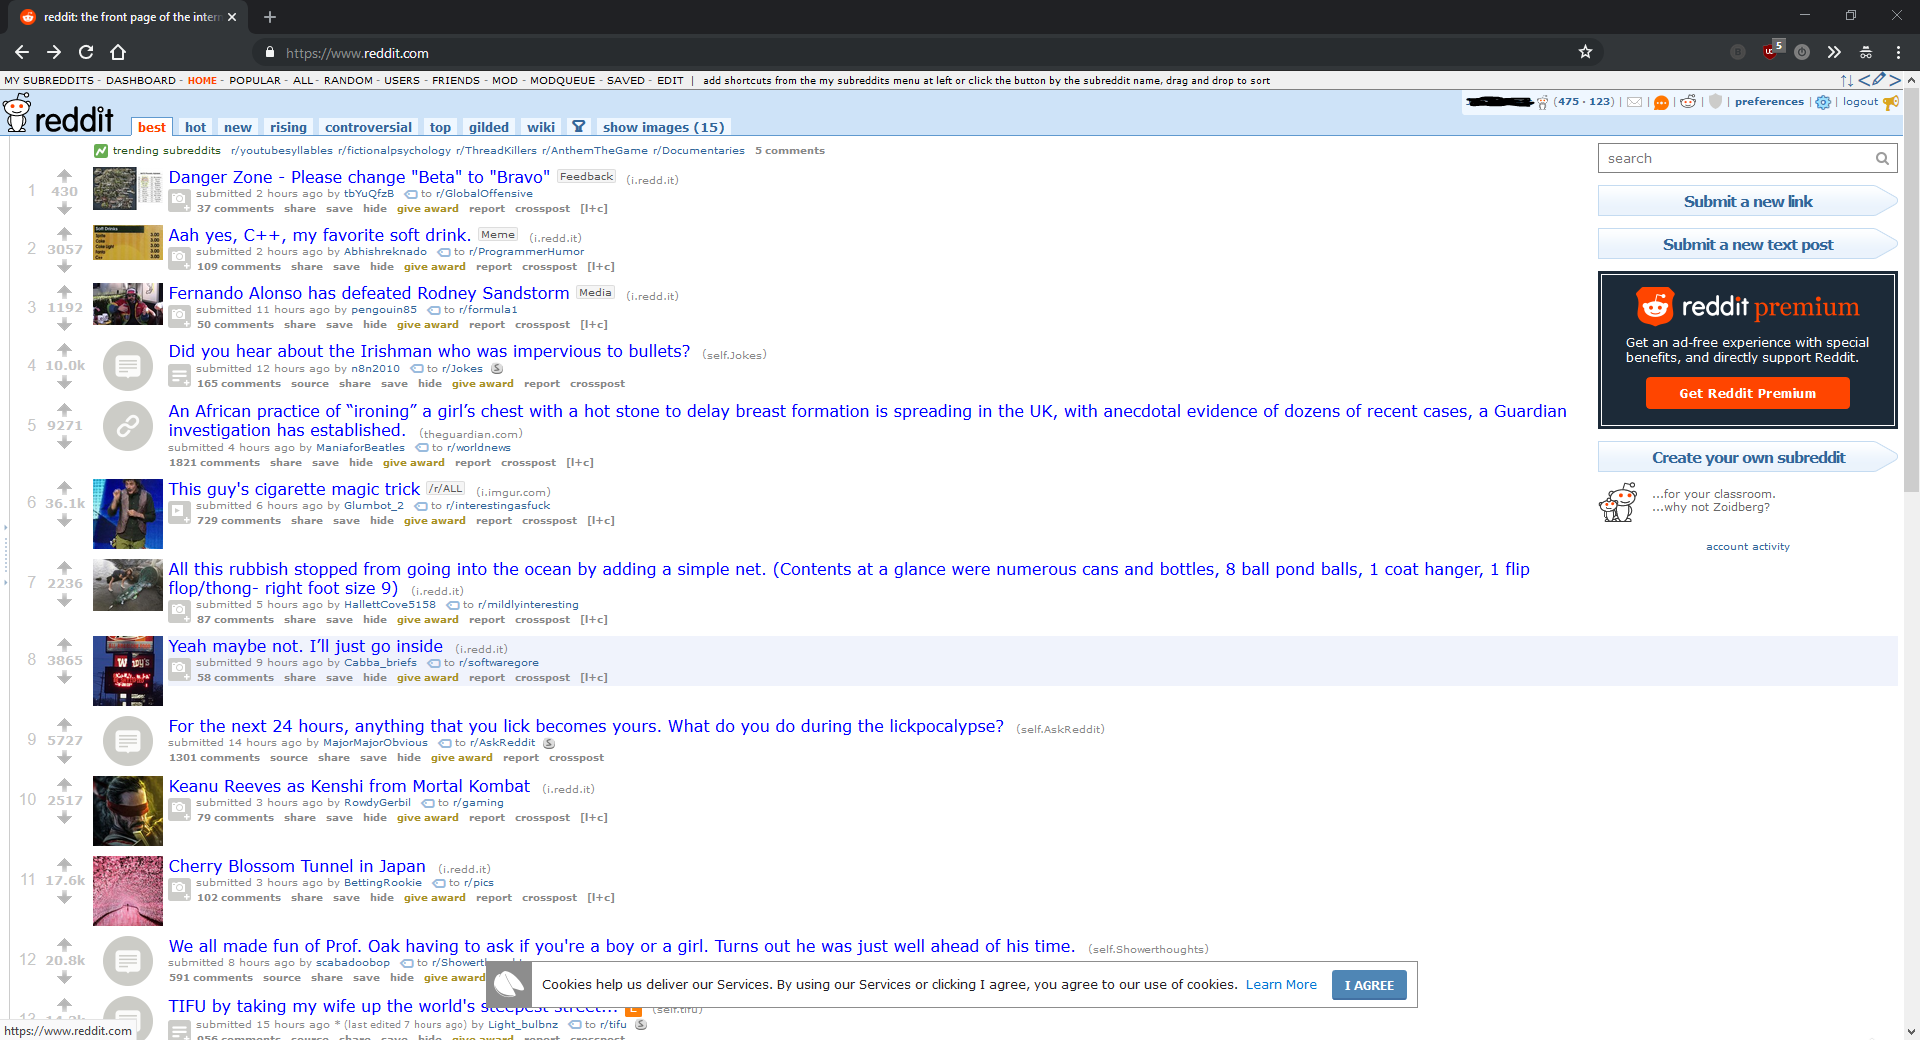 reddit: the front page of the inter
https://www.reddit.com
5
MY SUBREDDITS - DASHBOARD - HOME - POPULAR - ALL - RANDOM - USERS - FRIENDS - MOD - MODQUEUE - SAVED - EDIT | add shortcuts from the my subreddits menu at left or click the button by the subreddit name, drag and drop to sort
(475 · 123) | preferences | logout
reddit best hot new rising controversial top gilded wiki show images (15)
trending subreddits r/youtubesyllables r/fictionalpsychology r/ThreadKillers r/AnthemTheGame r/Documentaries 5 comments
1 430
Danger Zone - Please change "Beta" to "Bravo" Feedback (i.redd.it)
submitted 2 hours ago by tbYuQfzB to r/GlobalOffensive
37 comments share save hide give award report crosspost [l+c]
2 3057
Aah yes, C++, my favorite soft drink. Meme (i.redd.it)
submitted 2 hours ago by Abhishreknado to r/ProgrammerHumor
109 comments share save hide give award report crosspost [l+c]
3 1192
Fernando Alonso has defeated Rodney Sandstorm Media (i.redd.it)
submitted 11 hours ago by pengouin85 to r/formula1
50 comments share save hide give award report crosspost [l+c]
4 10.0k
Did you hear about the Irishman who was impervious to bullets? (self.Jokes)
submitted 12 hours ago by n8n2010 to r/Jokes S
165 comments source share save hide give award report crosspost
5 9271
An African practice of “ironing” a girl’s chest with a hot stone to delay breast formation is spreading in the UK, with anecdotal evidence of dozens of recent cases, a Guardian
investigation has established. (theguardian.com)
submitted 4 hours ago by ManiaforBeatles to r/worldnews
1821 comments share save hide give award report crosspost [l+c]
6 36.1k
This guy's cigarette magic trick /r/ALL (i.imgur.com)
submitted 6 hours ago by Glumbot_2 to r/interestingasfuck
729 comments share save hide give award report crosspost [l+c]
7 2236
All this rubbish stopped from going into the ocean by adding a simple net. (Contents at a glance were numerous cans and bottles, 8 ball pond balls, 1 coat hanger, 1 flip
flop/thong- right foot size 9) (i.redd.it)
submitted 5 hours ago by HallettCove5158 to r/mildlyinteresting
87 comments share save hide give award report crosspost [l+c]
8 3865
Yeah maybe not. I’ll just go inside (i.redd.it)
submitted 9 hours ago by Cabba_briefs to r/softwaregore
58 comments share save hide give award report crosspost [l+c]
9 5727
For the next 24 hours, anything that you lick becomes yours. What do you do during the lickpocalypse? (self.AskReddit)
submitted 14 hours ago by MajorMajorObvious to r/AskReddit S
1301 comments source share save hide give award report crosspost
10 2517
Keanu Reeves as Kenshi from Mortal Kombat (i.redd.it)
submitted 3 hours ago by RowdyGerbil to r/gaming
79 comments share save hide give award report crosspost [l+c]
11 17.6k
Cherry Blossom Tunnel in Japan (i.redd.it)
submitted 3 hours ago by BettingRookie to r/pics
102 comments share save hide give award report crosspost [l+c]
12 20.8k
We all made fun of Prof. Oak having to ask if you're a boy or a girl. Turns out he was just well ahead of his time. (self.Showerthoughts)
submitted 8 hours ago by scabadoobop to
591 comments source share save hide give
TIFU by taking my wife up the world's steepest street... (self.tifu)
submitted 15 hours ago * (last edited 7 hours ago) by Light_bulbnz to r/tifu S
956 comments source share save hide give award report crosspost
search
Submit a new link
Submit a new text post
reddit premium
Get an ad-free experience with special
benefits, and directly support Reddit.
Get Reddit Premium
Create your own subreddit
...for your classroom.
...why not Zoidberg?
account activity
Cookies help us deliver our Services. By using our Services or clicking I agree, you agree to our use of cookies. Learn More I AGREE
https://www.reddit.com